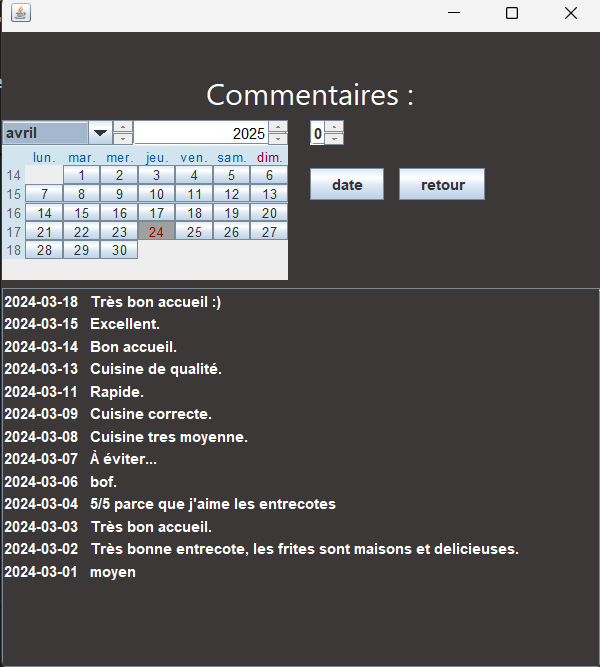 Commentaires :
avril 2025 0
lun. mar. mer. jeu. ven. sam. dim.
14 1 2 3 4 5 6
15 7 8 9 10 11 12 13
16 14 15 16 17 18 19 20
17 21 22 23 24 25 26 27
18 28 29 30
date retour
2024-03-18 Très bon accueil :)
2024-03-15 Excellent.
2024-03-14 Bon accueil.
2024-03-13 Cuisine de qualité.
2024-03-11 Rapide.
2024-03-09 Cuisine correcte.
2024-03-08 Cuisine tres moyenne.
2024-03-07 À éviter...
2024-03-06 bof.
2024-03-04 5/5 parce que j'aime les entrecotes
2024-03-03 Très bon accueil.
2024-03-02 Très bonne entrecote, les frites sont maisons et delicieuses.
2024-03-01 moyen